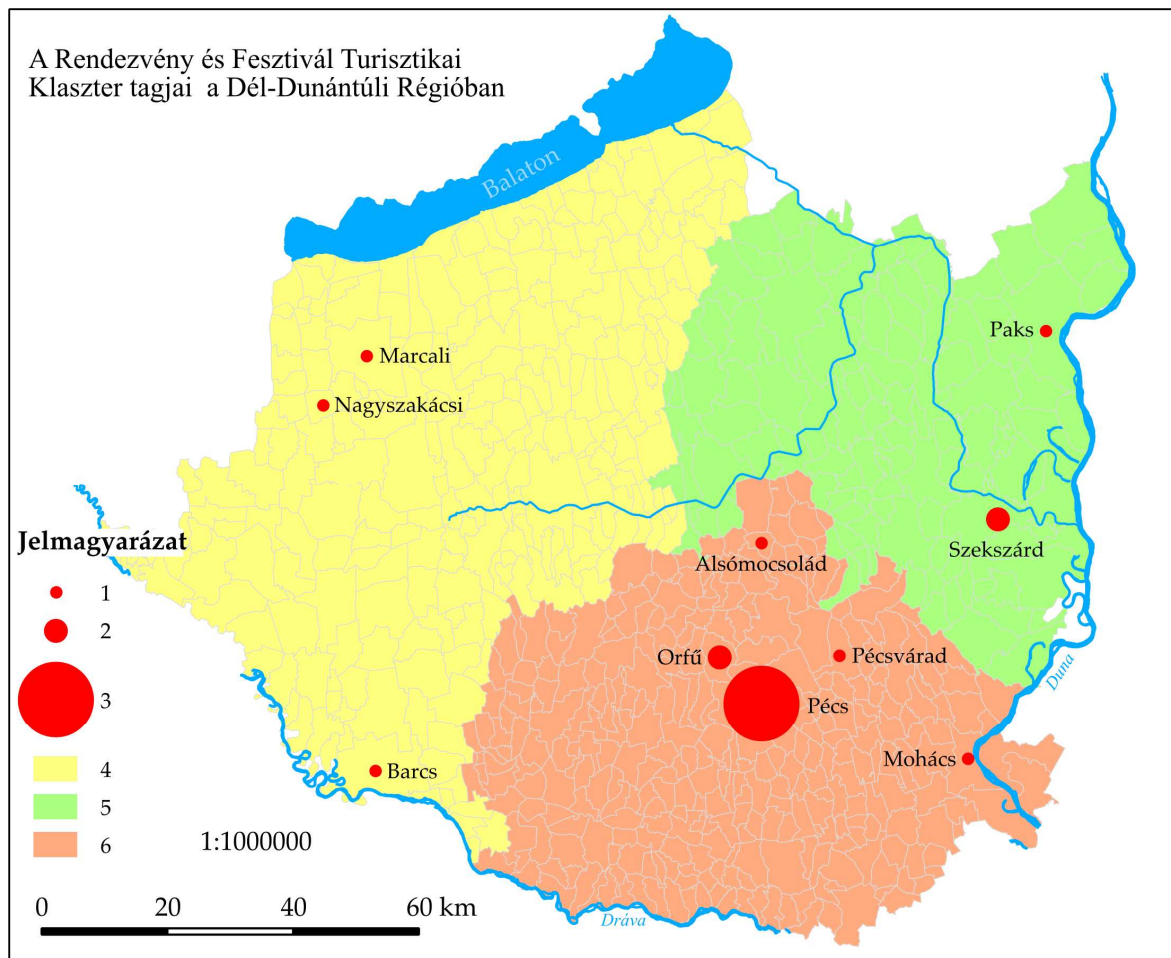 A Rendezvény és Fesztivál Turisztikai
Klaszter tagjai a Dél-Dunántúli Régióban
Balaton
Paks
Marcali
Nagyszakácsi
Szekszárd
Alsómocsolád
Orfű
Pécsvárad
Duna
Pécs
Mohács
Barcs
Dráva
Jelmagyarázat
1
2
3
4
5
6
1:1000000
0 20 40 60 km